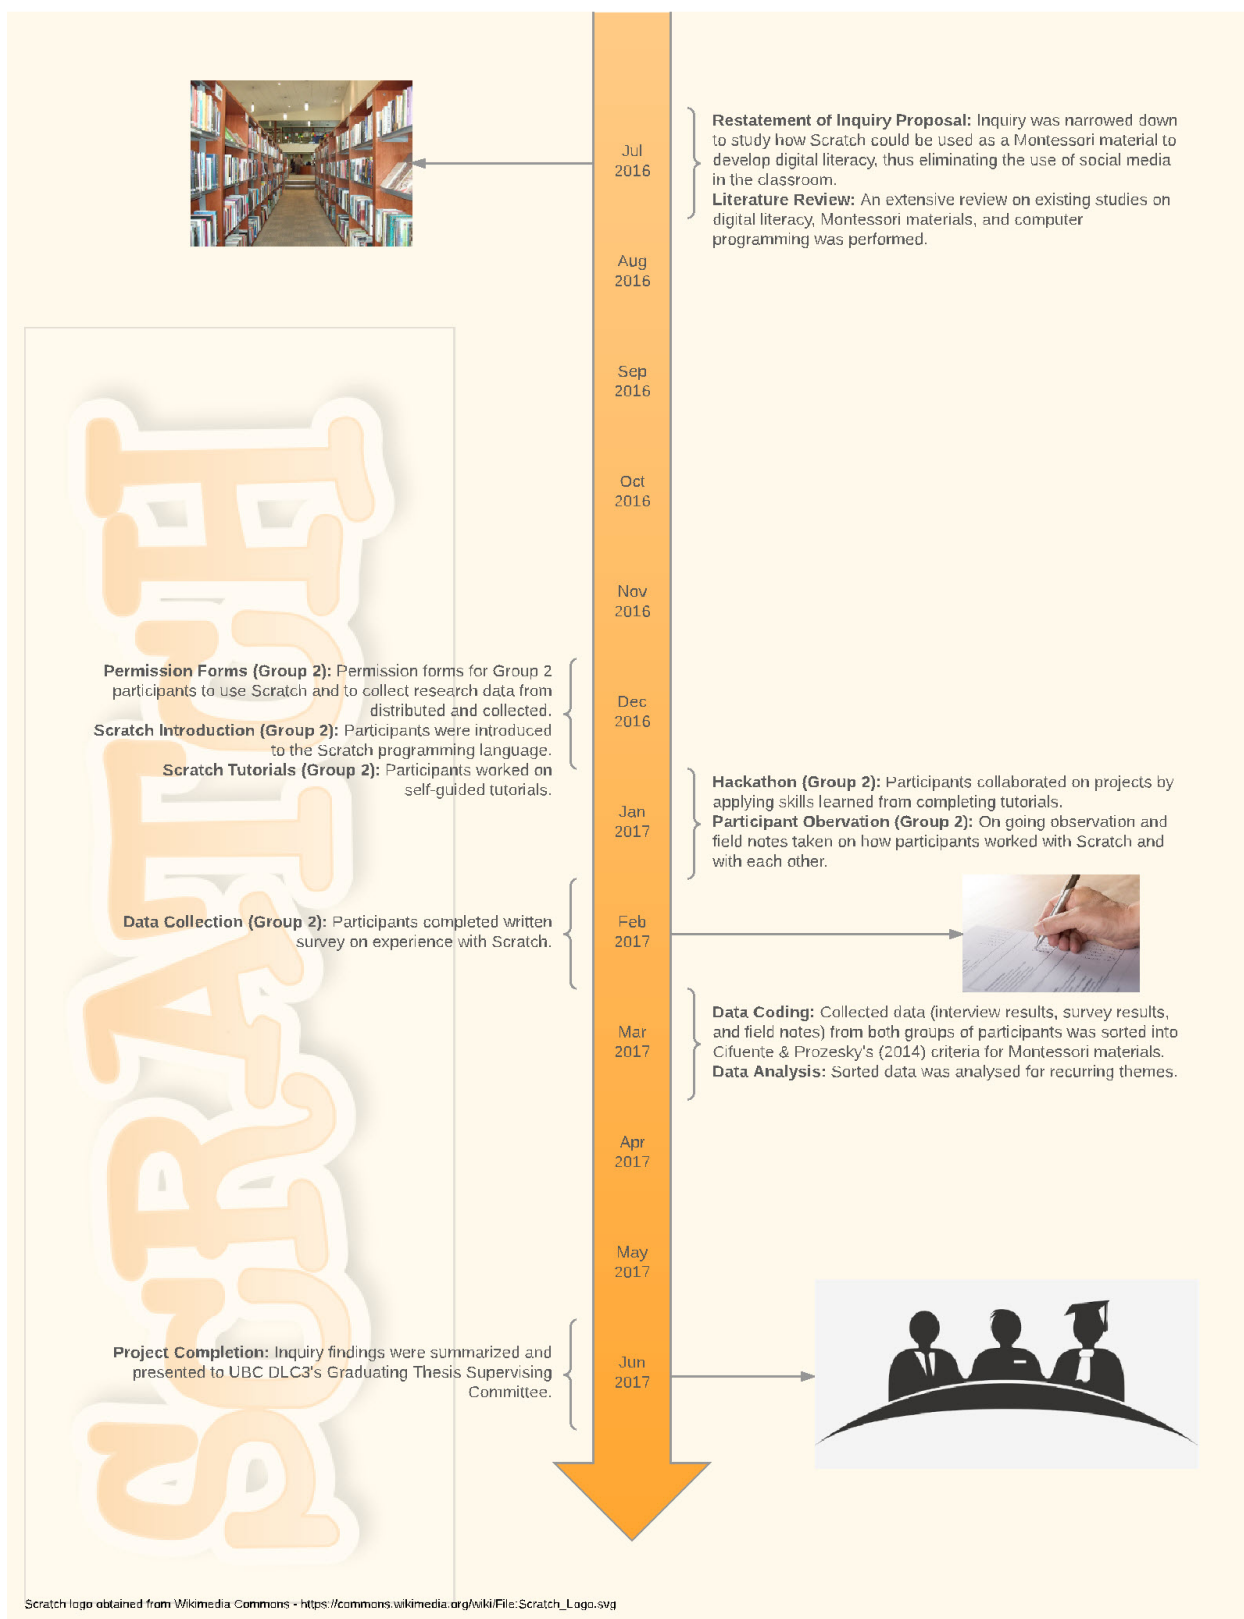 Jul
2016
Restatement of Inquiry Proposal: Inquiry was narrowed down
to study how Scratch could be used as a Montessori material to
develop digital literacy, thus eliminating the use of social media
in the classroom.
Literature Review: An extensive review on existing studies on
digital literacy, Montessori materials, and computer
programming was performed.
Aug
2016
Sep
2016
Oct
2016
Nov
2016
SCRATCH
Permission Forms (Group 2): Permission forms for Group 2
participants to use Scratch and to collect research data from
distributed and collected.
Scratch Introduction (Group 2): Participants were introduced
to the Scratch programming language.
Scratch Tutorials (Group 2): Participants worked on
self-guided tutorials.
Dec
2016
Jan
2017
Hackathon (Group 2): Participants collaborated on projects by
applying skills learned from completing tutorials.
Participant Obervation (Group 2): On going observation and
field notes taken on how participants worked with Scratch and
with each other.
Data Collection (Group 2): Participants completed written
survey on experience with Scratch.
Feb
2017
Mar
2017
Data Coding: Collected data (interview results, survey results,
and field notes) from both groups of participants was sorted into
Cifuente & Prozesky's (2014) criteria for Montessori materials.
Data Analysis: Sorted data was analysed for recurring themes.
Apr
2017
May
2017
Project Completion: Inquiry findings were summarized and
presented to UBC DLC3's Graduating Thesis Supervising
Committee.
Jun
2017
Scratch logo obtained from Wikimedia Commons - https://commons.wikimedia.org/wiki/File:Scratch_Logo.svg